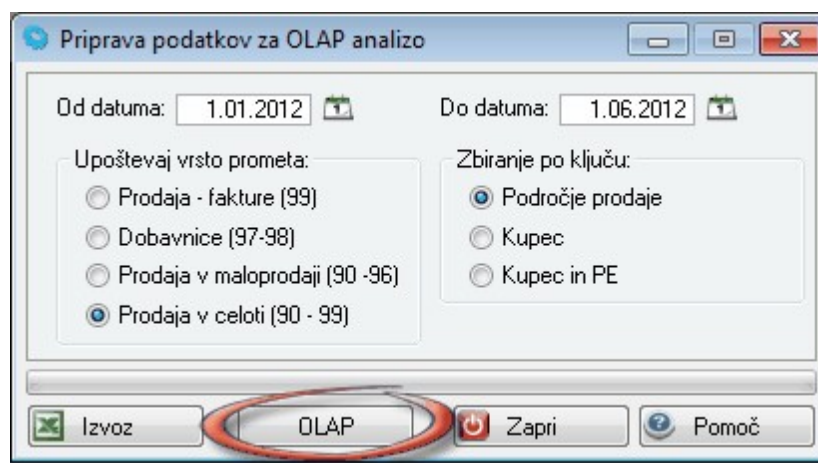 Priprava podatkov za OLAP analizo
Od datuma: 1.01.2012 Do datuma: 1.06.2012
Upoštevaj vrsto prometa:
Prodaja - fakture (99)
Dobavnice (97-98)
Prodaja v maloprodaji (90 -96)
Prodaja v celoti (90 - 99)
Zbiranje po ključu:
Področje prodaje
Kupec
Kupec in PE
Izvoz OLAP Zapri Pomoč